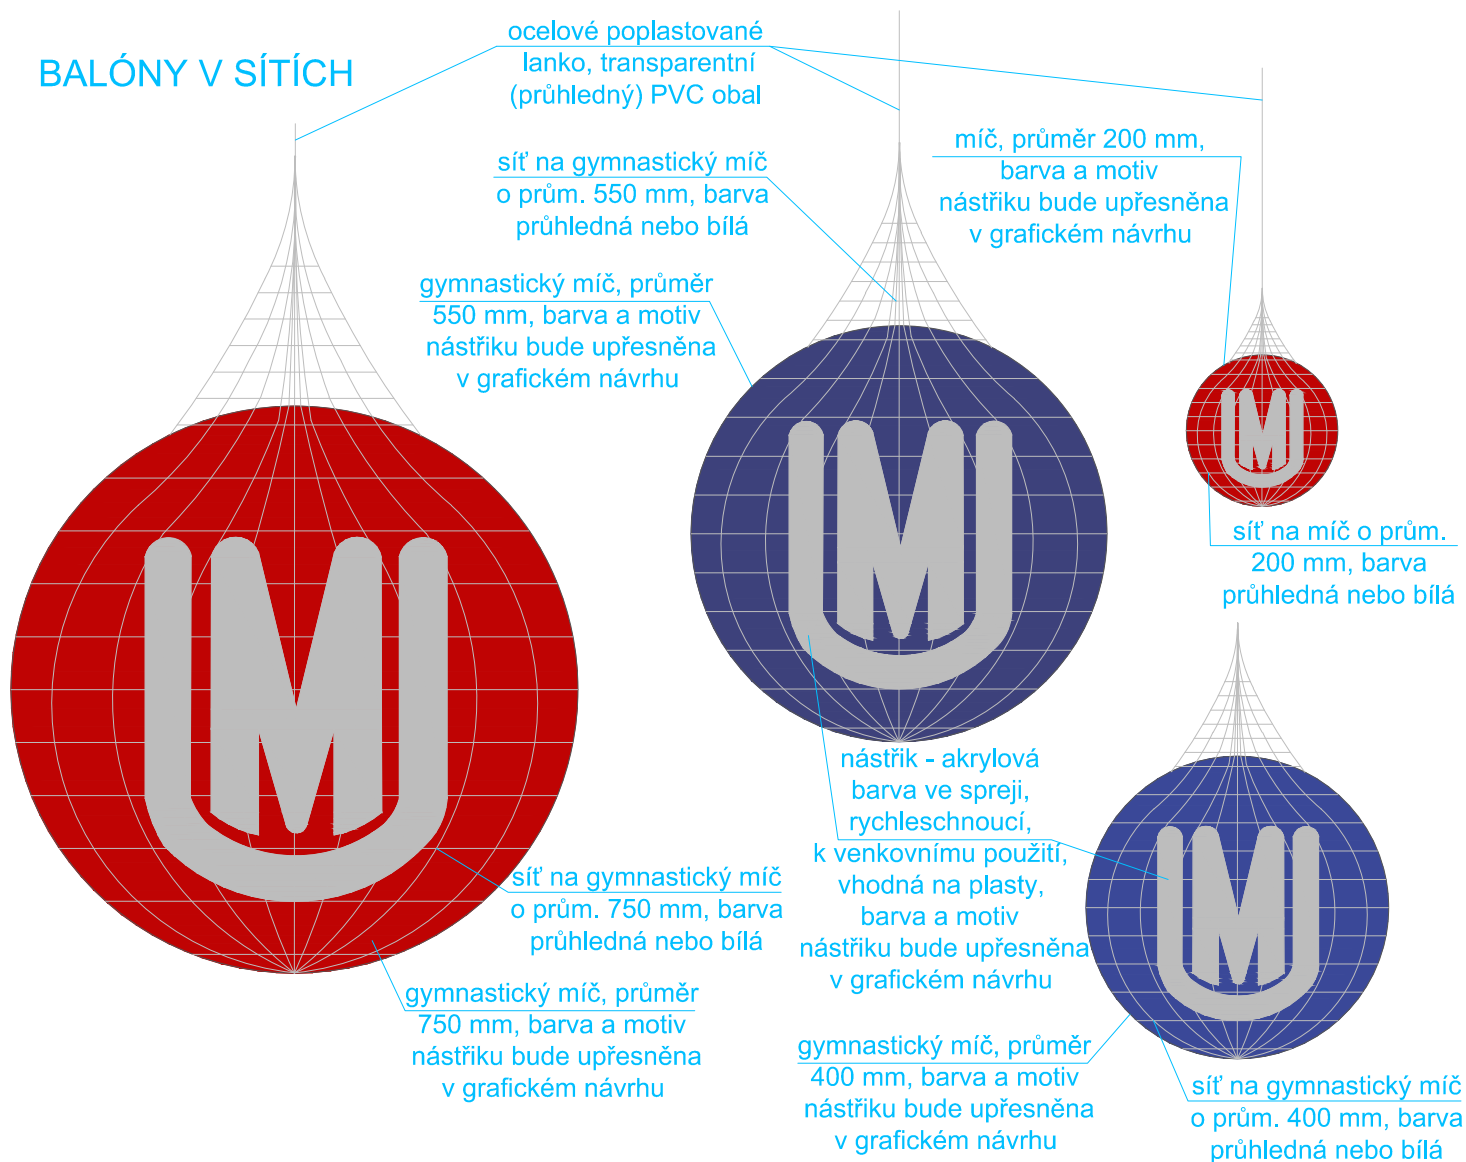 BALÓNY V SÍTÍCH
ocelové poplastované
lanko, transparentní
(průhledný) PVC obal
síť na gymnastický míč
o prům. 550 mm, barva
průhledná nebo bílá
míč, průměr 200 mm,
barva a motiv
nástřiku bude upřesněna
v grafickém návrhu
gymnastický míč, průměr
550 mm, barva a motiv
nástřiku bude upřesněna
v grafickém návrhu
síť na míč o prům.
200 mm, barva
průhledná nebo bílá
nástřik - akrylová
barva ve spreji,
rychleschnoucí,
k venkovnímu použití,
vhodná na plasty,
barva a motiv
nástřiku bude upřesněna
v grafickém návrhu
síť na gymnastický míč
o prům. 750 mm, barva
průhledná nebo bílá
gymnastický míč, průměr
750 mm, barva a motiv
nástřiku bude upřesněna
v grafickém návrhu
gymnastický míč, průměr
400 mm, barva a motiv
nástřiku bude upřesněna
v grafickém návrhu
síť na gymnastický míč
o prům. 400 mm, barva
průhledná nebo bílá